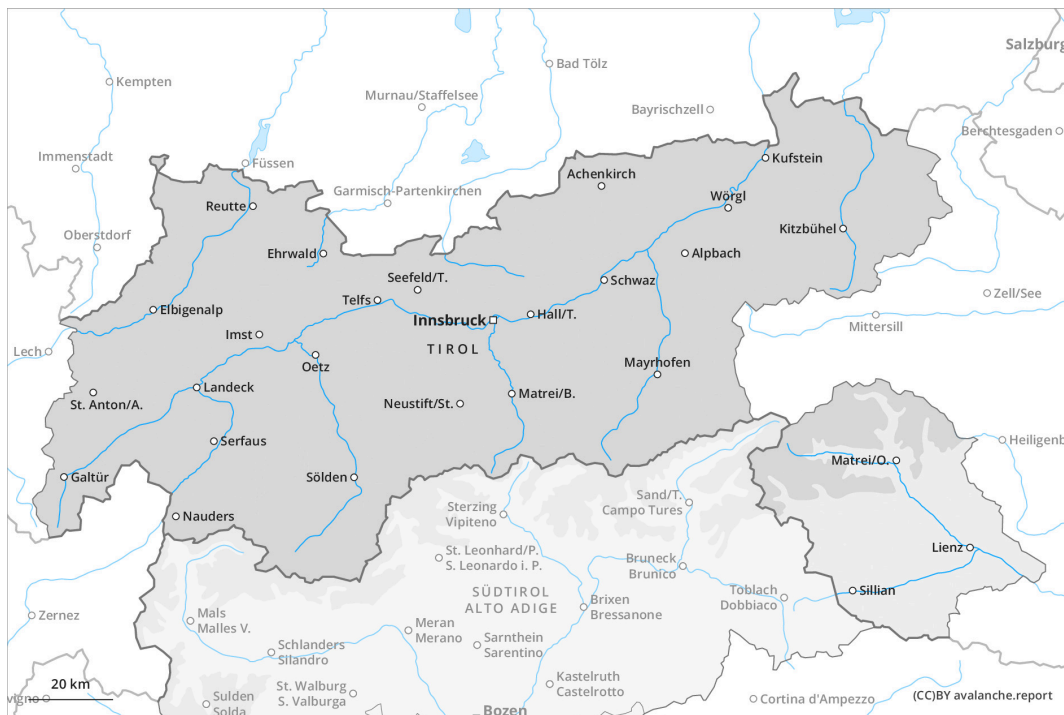 Salzburg
Kempten
Bad Tölz
Murnau/Staffelsee
Bayrischzell
Berchtesgaden
Immenstadt
Füssen
Kufstein
Garmisch-Partenkirchen
Achenkirch
Reutte
Wörgl
Oberstdorf
Kitzbühel
Ehrwald
Alpbach
Seefeld/T.
Schwaz
Zell/See
Telfs
Elbigenalp
Innsbruck
Hall/T.
Mittersill
Imst
TIROL
Lech
Oetz
Landeck
Mayrhofen
St. Anton/A.
Neustift/St.
Matrei/B.
Serfaus
Heiligenb
Matrei/O.
Galtür
Sölden
Sand/T.
Campo Tures
Sterzing
Vipiteno
Nauders
Lienz
St. Leonhard/P.
S. Leonardo i. P.
Bruneck
Brunico
SÜDTIROL
ALTO ADIGE
Sillian
Toblach
Dobbiaco
Brixen
Bressanone
Zernez
Mals
Malles V.
Meran
Merano
Sarnthein
Sarentino
Schlanders
Silandro
Kastelruth
Castelrotto
20 km
St. Walburg
S. Valburga
vigno
Sulden
Solda
Cortina d'Ampezzo
(CC)BY avalanche.report
Bozen